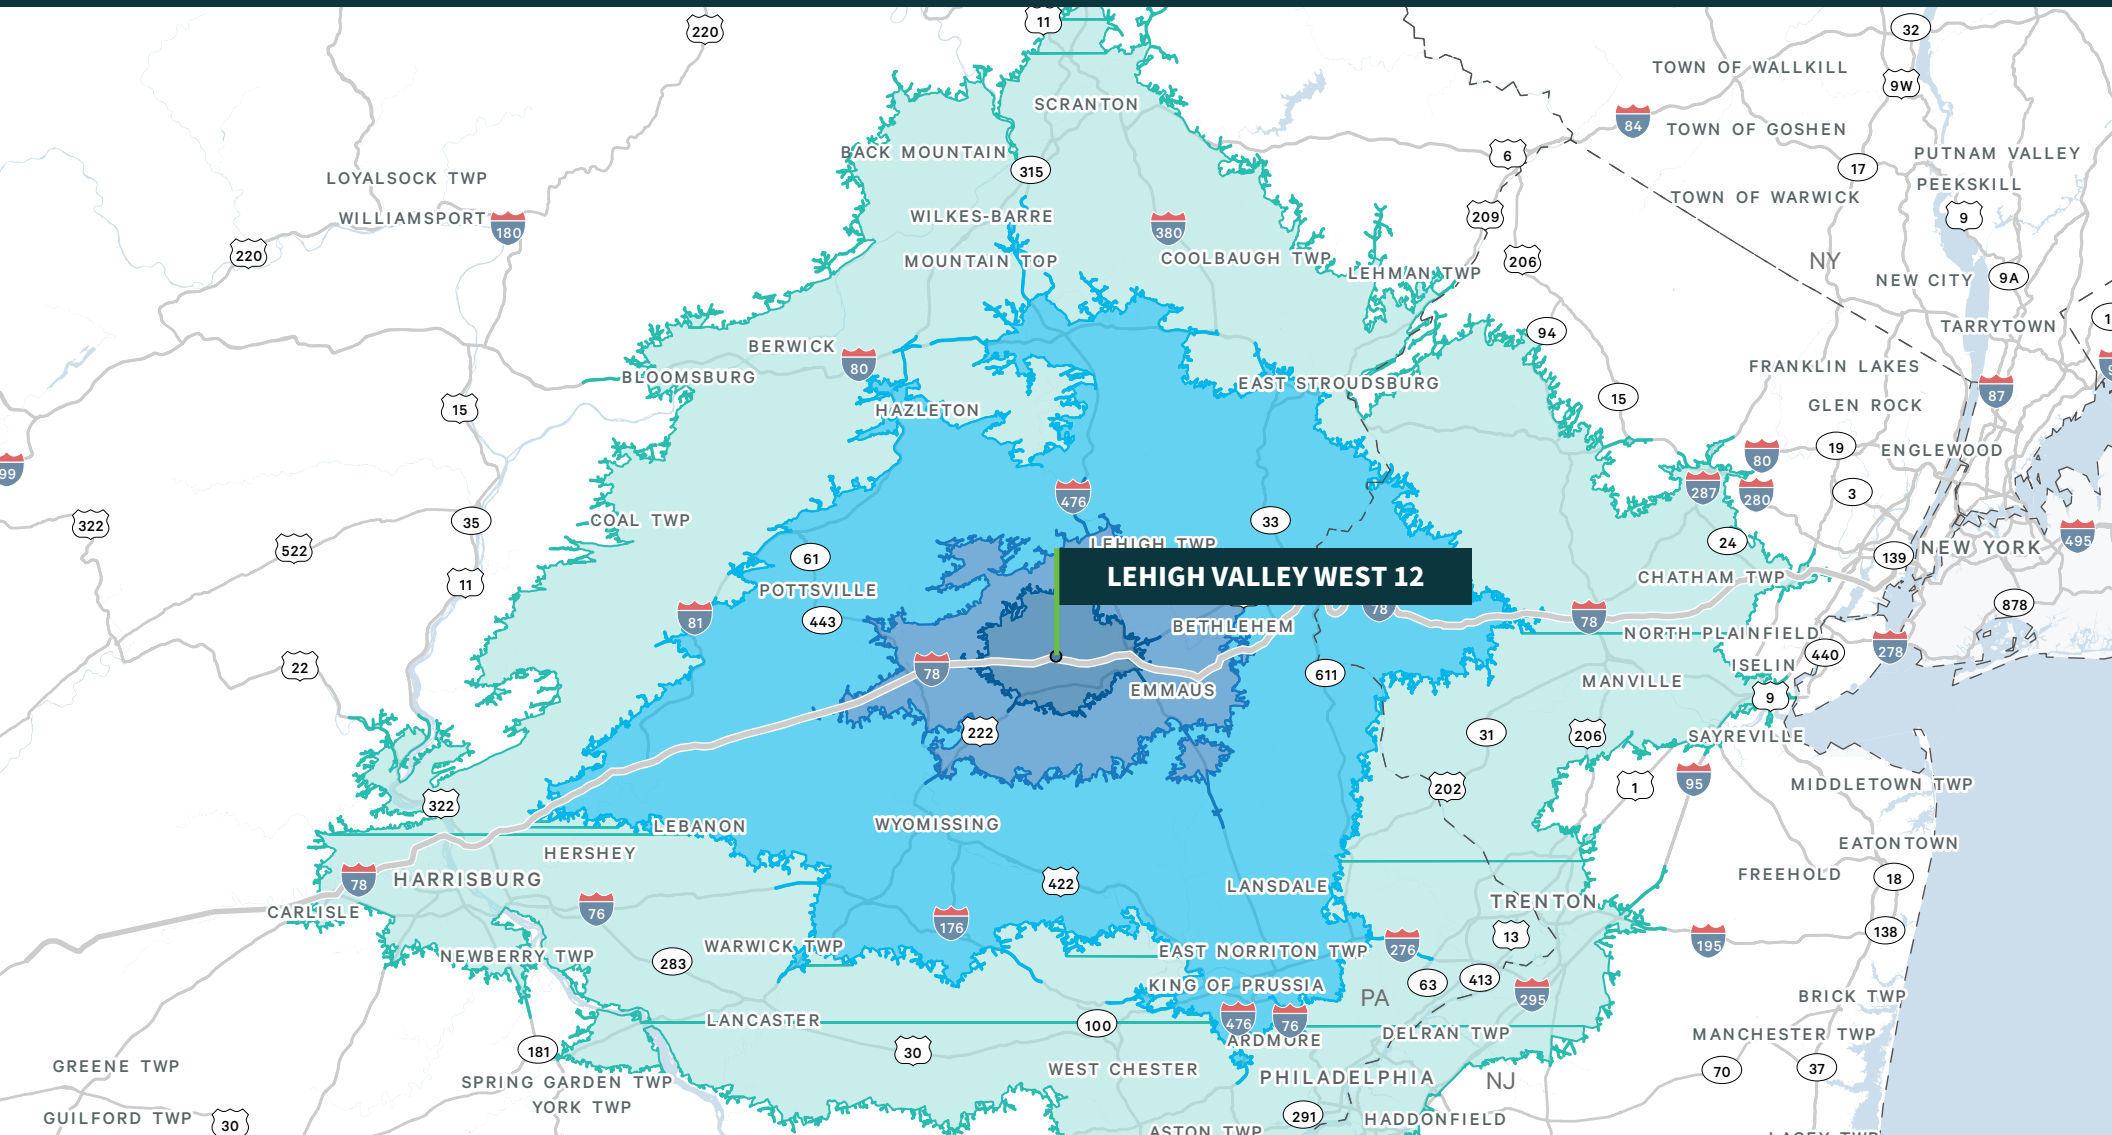 11
220
32
TOWN OF WALLKILL
9W
SCRANTON
84
TOWN OF GOSHEN
BACK MOUNTAIN
6
PUTNAM VALLEY
315
17
LOYALSOCK TWP
PEEKSKILL
TOWN OF WARWICK
WILLIAMSPORT
180
WILKES-BARRE
209
9
380
220
MOUNTAIN TOP
COOLBAUGH TWP
206
NY
LEHMAN TWP
NEW CITY
9A
94
TARRYTOWN
BERWICK
80
FRANKLIN LAKES
BLOOMSBURG
EAST STROUDSBURG
87
15
15
GLEN ROCK
HAZLETON
19
ENGLEWOOD
80
99
287
280
3
476
COAL TWP
33
322
35
522
61
24
495
LEHIGH TWP
NEW YORK
139
LEHIGH VALLEY WEST 12
CHATHAM TWP
11
POTTSVILLE
878
81
443
78
78
BETHLEHEM
NORTH PLAINFIELD
440
278
22
78
611
ISELIN
EMMAUS
MANVILLE
9
222
31
206
SAYREVILLE
202
1
95
MIDDLETOWN TWP
322
LEBANON
WYOMISSING
EATONTOWN
HERSHEY
78
HARRISBURG
422
LANSDALE
FREEHOLD
18
CARLISLE
76
TRENTON
176
13
195
138
WARWICK TWP
276
NEWBERRY TWP
283
EAST NORRITON TWP
KING OF PRUSSIA
PA
63
413
295
BRICK TWP
LANCASTER
100
476
76
DELRAN TWP
MANCHESTER TWP
181
30
ARDMORE
GREENE TWP
WEST CHESTER
70
37
SPRING GARDEN TWP
PHILADELPHIA
NJ
YORK TWP
GUILFORD TWP
30
291
HADDONFIELD
ASTON TWP